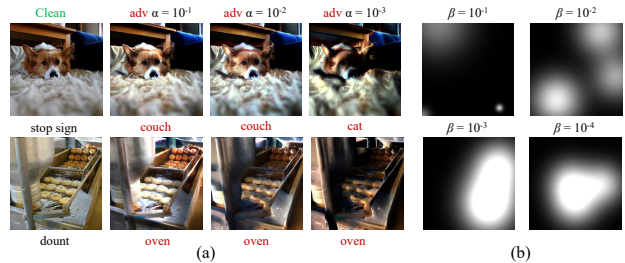 Clean adv α = 10⁻¹ adv α = 10⁻² adv α = 10⁻³ β = 10⁻¹ β = 10⁻²
stop sign couch couch cat β = 10⁻³ β = 10⁻⁴
dount oven oven oven
(a) (b)